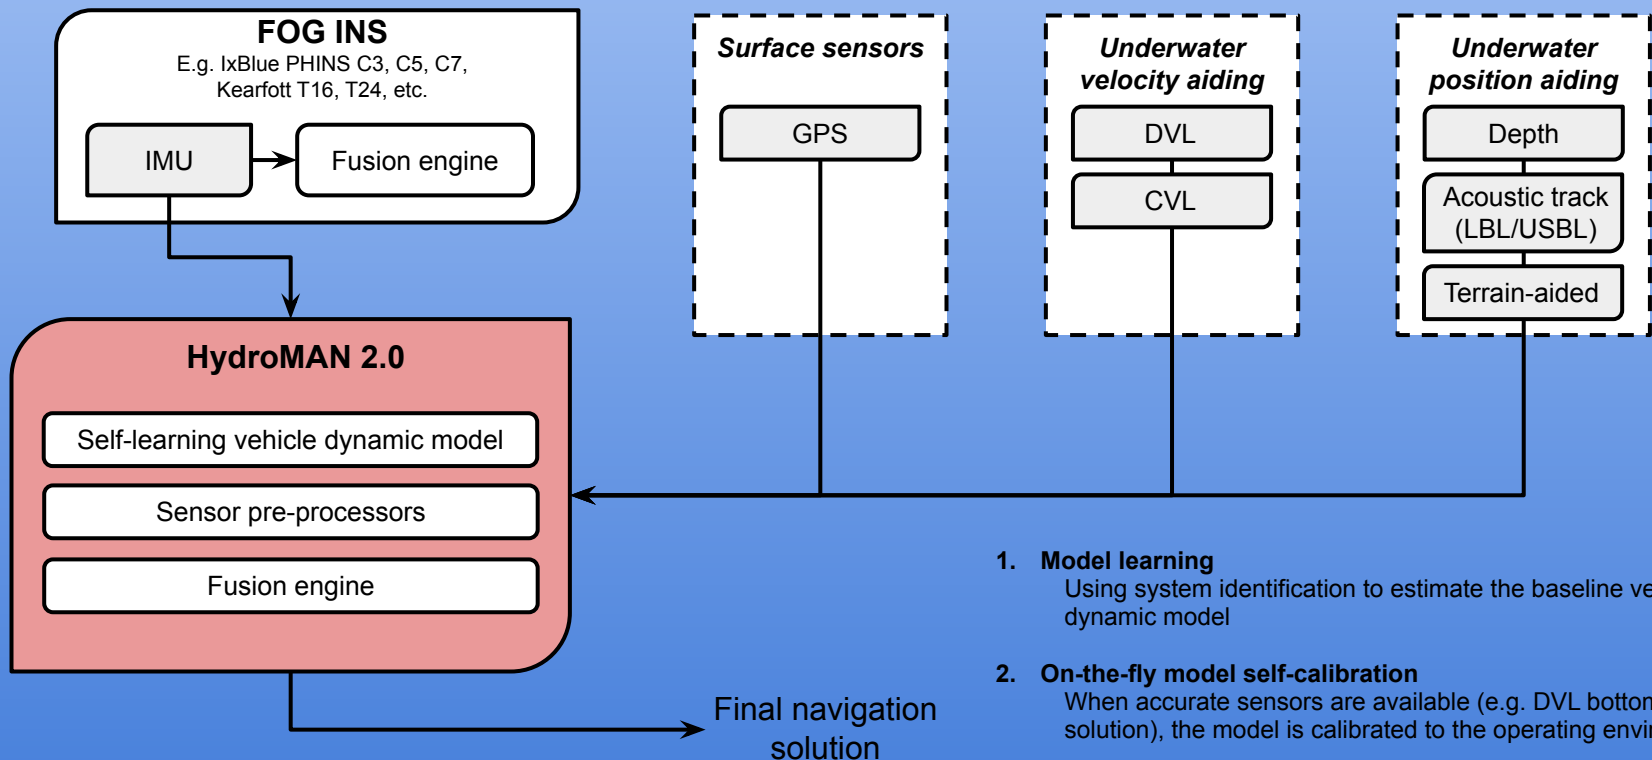 FOG INS
E.g. IxBlue PHINS C3, C5, C7,
Kearfott T16, T24, etc.
IMU
Fusion engine
Surface sensors
GPS
Underwater
velocity aiding
DVL
CVL
Underwater
position aiding
Depth
Acoustic track
(LBL/USBL)
Terrain-aided
HydroMAN 2.0
Self-learning vehicle dynamic model
Sensor pre-processors
Fusion engine
1. Model learning
Using system identification to estimate the baseline
dynamic model
2. On-the-fly model self-calibration
When accurate sensors are available (e.g. DVL
solution), the model is calibrated to the operating
Final navigation
solution